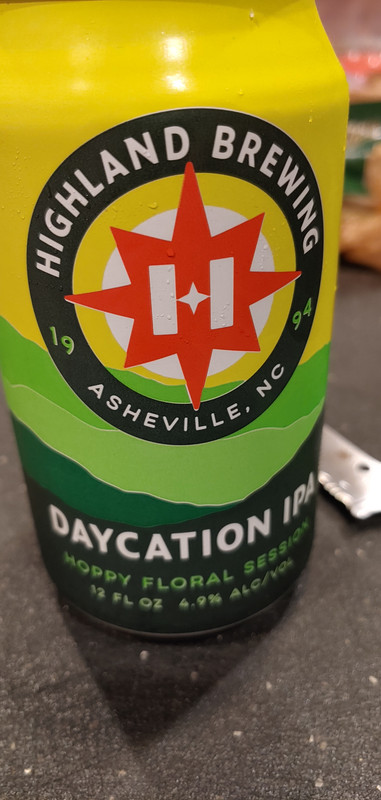 HIGHLAND BREWING
H
19 94
ASHEVILLE, NC
DAYCATION IPA
HOPPY FLORAL SESSION
12 FL OZ 4.9% ALC/VOL